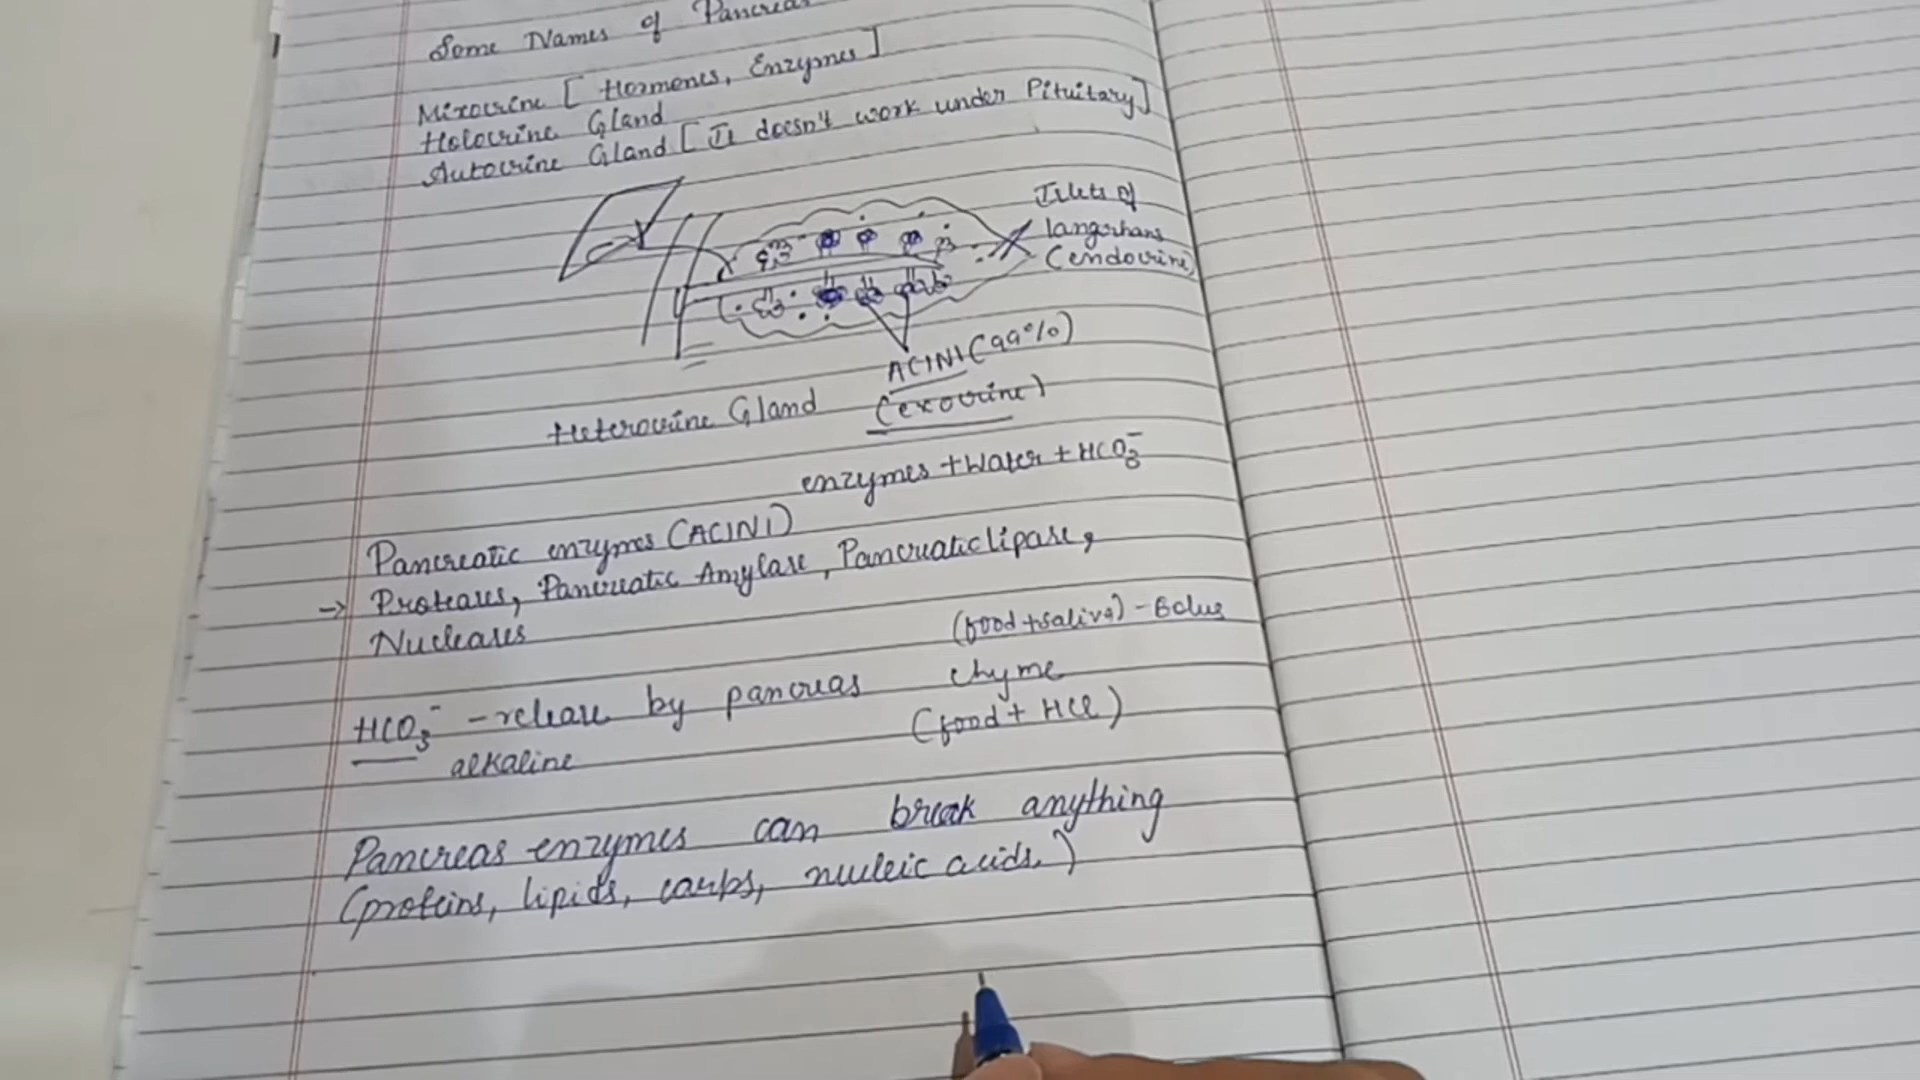 Some Names of Pancreas
Mixocrine [ Hormones, Enzymes ]
Holocrine Gland
Autocrine Gland [ It doesn't work under Pituitary ]
Islets of
langerhans
(endocrine)
ACINI (99%)
(exocrine)
Heterocrine Gland
enzymes + Water + HCO3-
Pancreatic enzymes (ACINI)
→ Proteases, Pancreatic Amylase, Pancreatic lipase,
Nucleases
(food + saliva) - Bolus
HCO3- - release by pancreas
chyme
alkaline
(food + HCl)
Pancreas enzymes can break anything
(proteins, lipids, carbs, nucleic acids.)